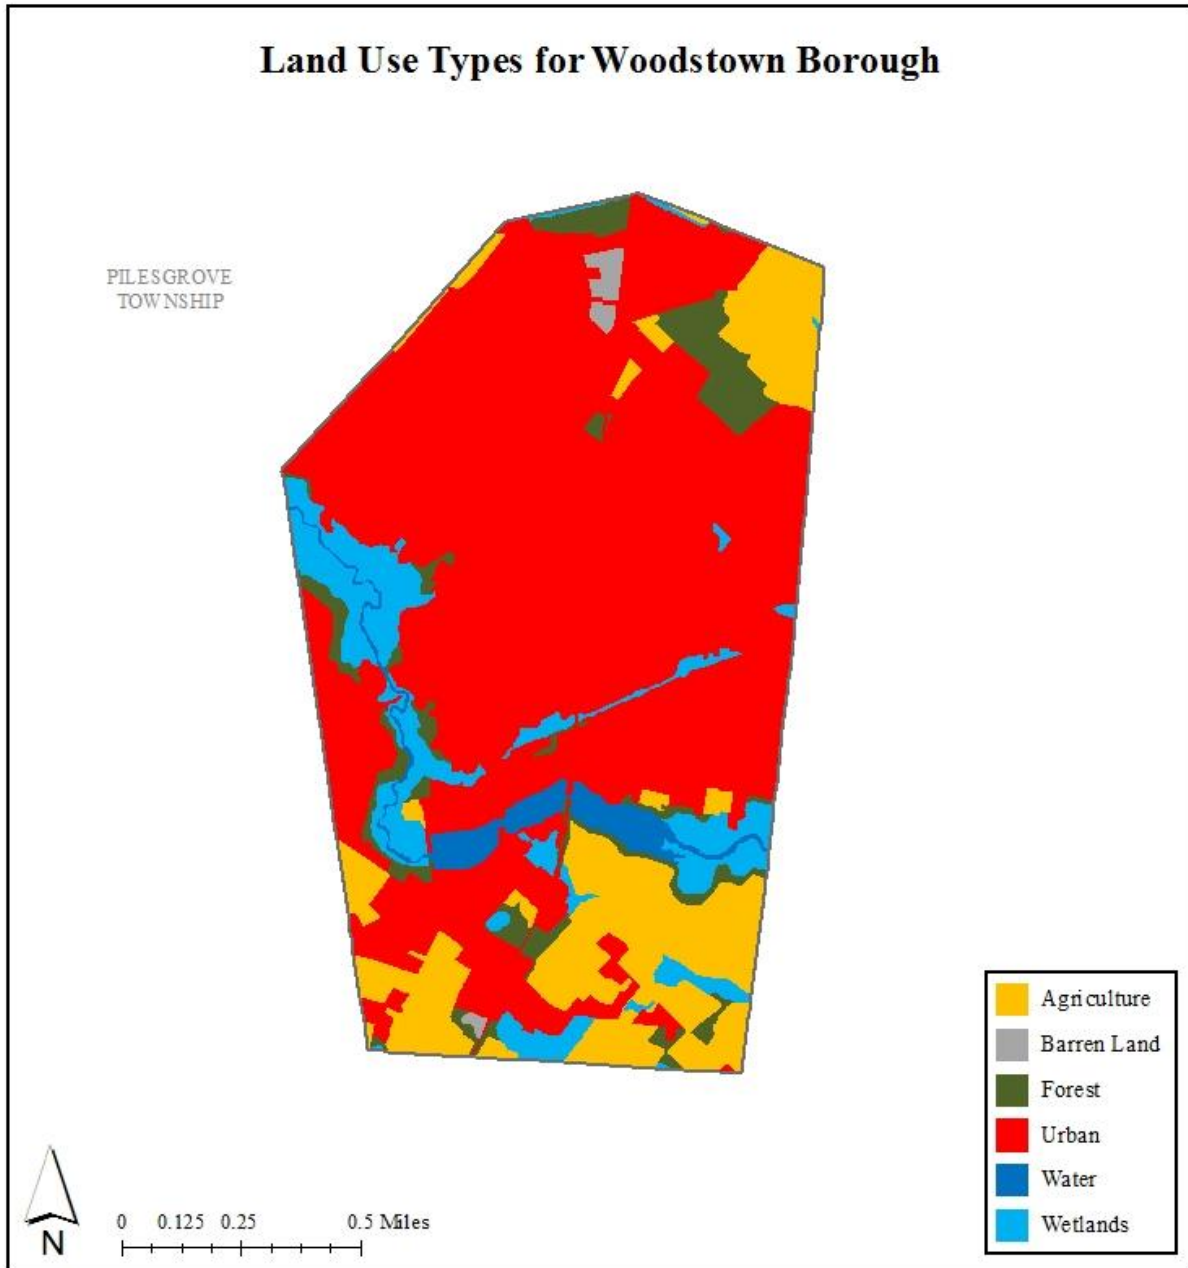 Land Use Types for Woodstown Borough
PILESGROVE
TOWNSHIP
Agriculture
Barren Land
Forest
Urban
Water
Wetlands
N
0 0.125 0.25 0.5 Miles